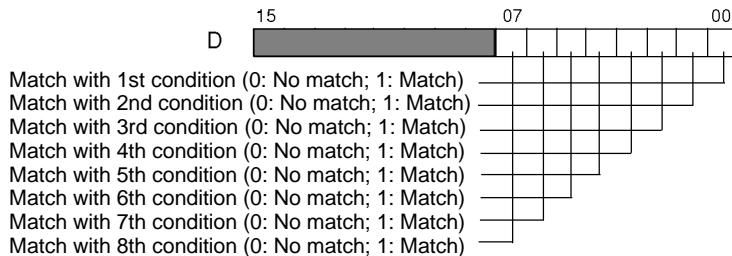 15 07 00
D
Match with 1st condition (0: No match; 1: Match)
Match with 2nd condition (0: No match; 1: Match)
Match with 3rd condition (0: No match; 1: Match)
Match with 4th condition (0: No match; 1: Match)
Match with 5th condition (0: No match; 1: Match)
Match with 6th condition (0: No match; 1: Match)
Match with 7th condition (0: No match; 1: Match)
Match with 8th condition (0: No match; 1: Match)